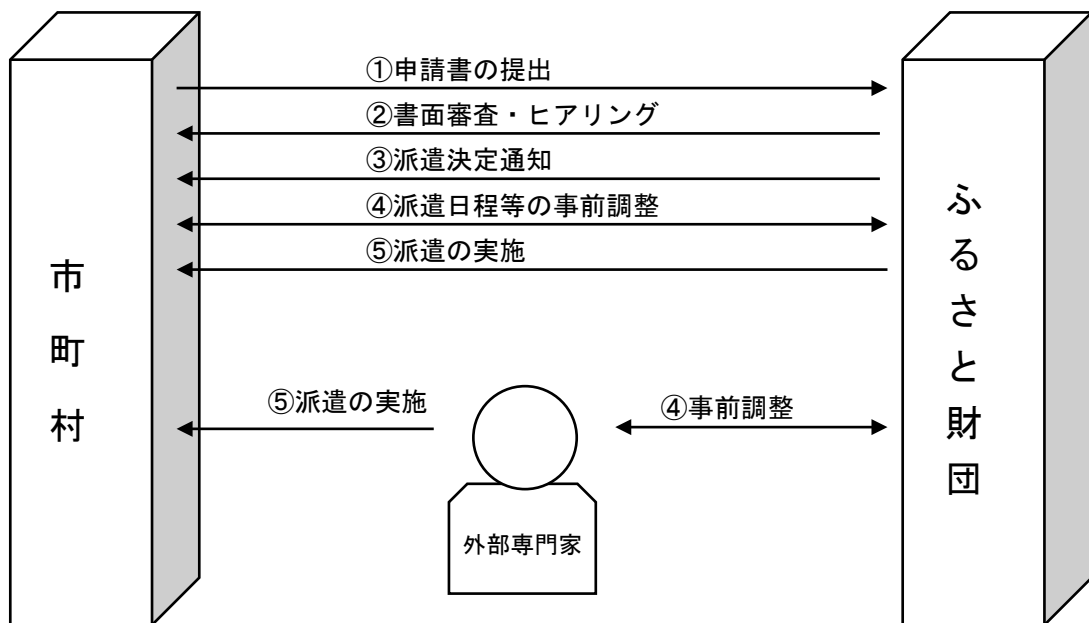 ①申請書の提出
②書面審査・ヒアリング
③派遣決定通知
④派遣日程等の事前調整
⑤派遣の実施
市町村
ふるさと財団
⑤派遣の実施
④事前調整
外部専門家